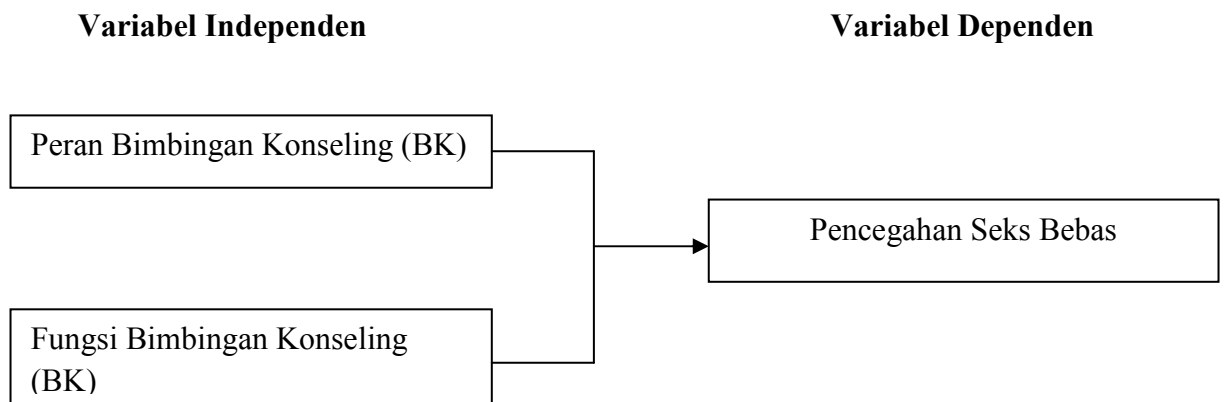 Variabel Independen
Variabel Dependen
Peran Bimbingan Konseling (BK)
Pencegahan Seks Bebas
Fungsi Bimbingan Konseling
(BK)